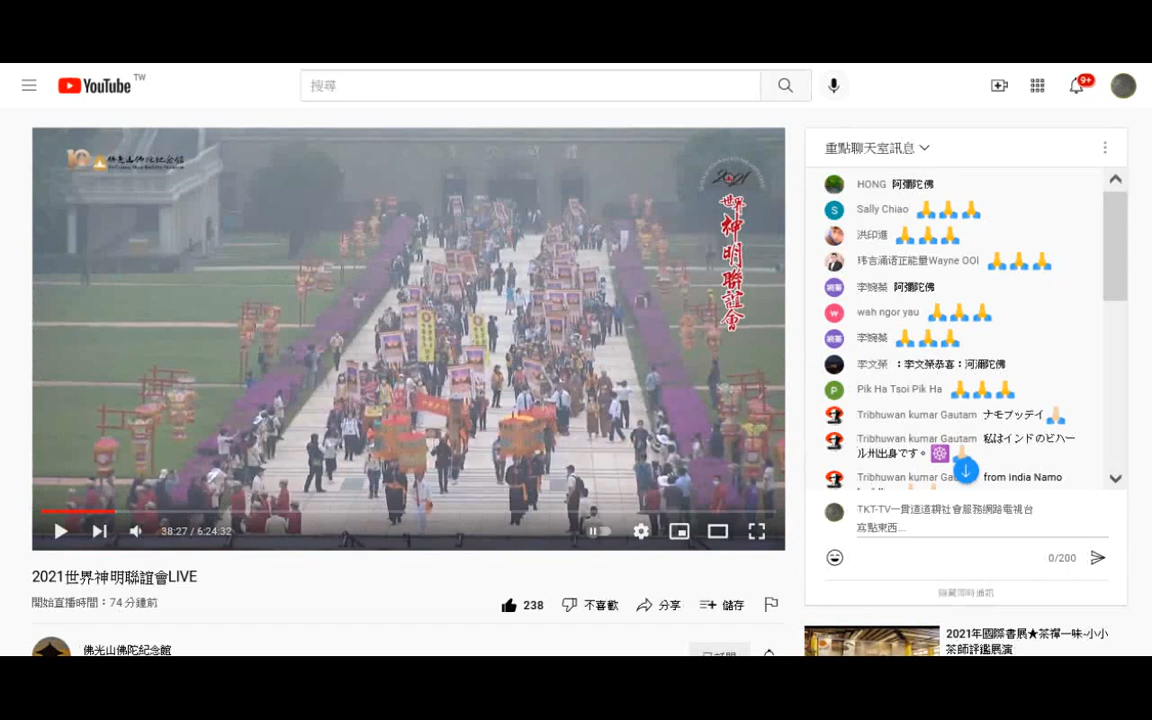 YouTube TW
搜尋
9+
2021
世界神明聯誼會
38:27 / 6:24:32
2021世界神明聯誼會LIVE
開始直播時間：74 分鐘前
238
不喜歡
分享
儲存
佛光山佛陀紀念館
重點聊天室訊息
HONG 阿彌陀佛
S
Sally Chiao 🙏🙏🙏
洪印進 🙏🙏🙏
玮言涌语正能量Wayne OOI 🙏🙏🙏
李婉蓁 阿彌陀佛
w
wah ngor yau 🙏🙏🙏
李婉蓁 🙏🙏🙏
李文榮 ：李文榮恭喜：河濔陀佛
P
Pik Ha Tsoi Pik Ha 🙏🙏🙏
Tribhuwan kumar Gautam ナモブッデイ🙏🏻
Tribhuwan kumar Gautam 私はインドのビハー
ル州出身です。☸️🙏🏻
Tribhuwan kumar Ga from india Namo
TKT-TV一貫道道親社會服務網路電視台
寫點東西...
0/200
隱藏即時通訊
2021年國際書展★茶禪一味-小小
茶師評鑑展演